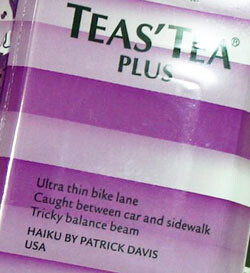 TEAS' TEA®
PLUS
Ultra thin bike lane
Caught between car and sidewalk
Tricky balance beam
HAIKU BY PATRICK DAVIS
USA